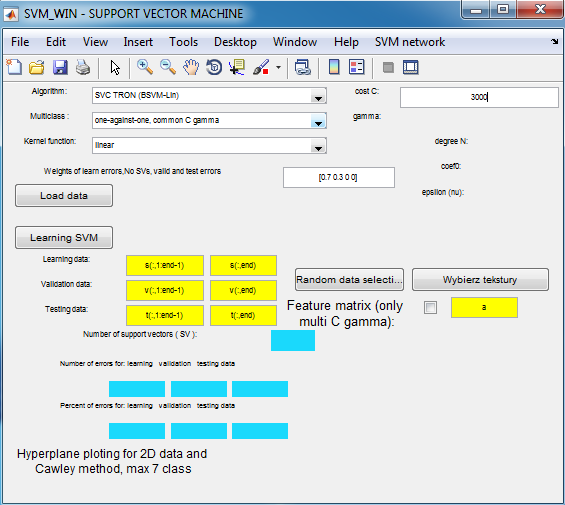 SVM_WIN - SUPPORT VECTOR MACHINE
File Edit View Insert Tools Desktop Window Help SVM network
Algorithm: SVC TRON (BSVM-Lin) cost C: 3000
Multiclass : one-against-one, common C gamma gamma:
Kernel function: linear degree N:
coef0:
Weights of learn errors,No SVs, valid and test errors [0.7 0.3 0 0]
epsilon (nu):
Load data
Learning SVM
Learning data: s(:,1:end-1) s(:,end)
Random data selecti... Wybierz tekstury
Validation data: v(:,1:end-1) v(:,end)
Testing data: t(:,1:end-1) t(:,end)
Feature matrix (only
multi C gamma):
a
Number of support vectors ( SV ):
Number of errors for: learning validation testing data
Percent of errors for: learning validation testing data
Hyperplane ploting for 2D data and
Cawley method, max 7 class